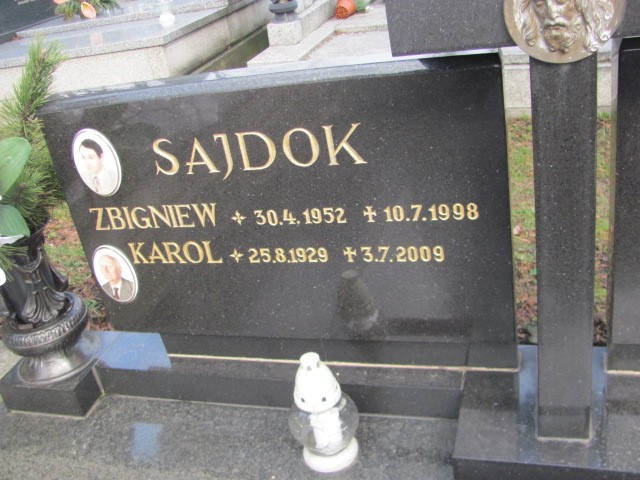 SAJDOK
ZBIGNIEW ✧ 30.4.1952 ✝ 10.7.1998
KAROL ✧ 25.8.1929 ✝ 3.7.2009